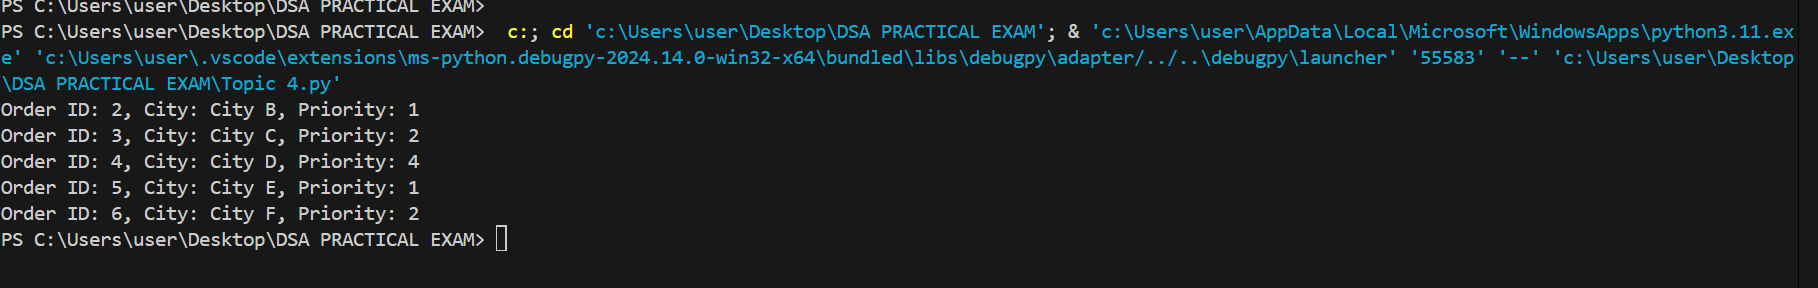 PS C:\Users\user\Desktop\DSA PRACTICAL EXAM>
PS C:\Users\user\Desktop\DSA PRACTICAL EXAM>  c:; cd 'c:\Users\user\Desktop\DSA PRACTICAL EXAM'; & 'c:\Users\user\AppData\Local\Microsoft\WindowsApps\python3.11.ex
e' 'c:\Users\user\.vscode\extensions\ms-python.debugpy-2024.14.0-win32-x64\bundled\libs\debugpy\adapter/../..\debugpy\launcher' '55583' '--' 'c:\Users\user\Desktop
\DSA PRACTICAL EXAM\Topic 4.py'
Order ID: 2, City: City B, Priority: 1
Order ID: 3, City: City C, Priority: 2
Order ID: 4, City: City D, Priority: 4
Order ID: 5, City: City E, Priority: 1
Order ID: 6, City: City F, Priority: 2
PS C:\Users\user\Desktop\DSA PRACTICAL EXAM>